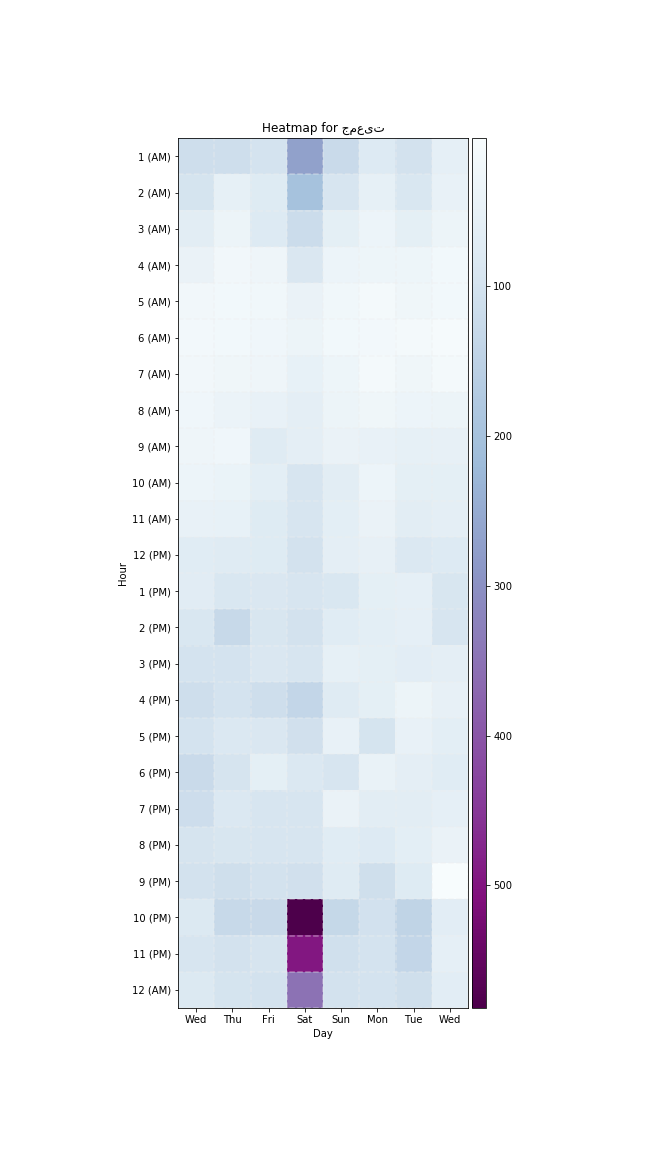 Heatmap for جمعیت
1 (AM)
2 (AM)
3 (AM)
4 (AM)
5 (AM)
6 (AM)
7 (AM)
8 (AM)
9 (AM)
10 (AM)
11 (AM)
12 (PM)
1 (PM)
2 (PM)
3 (PM)
4 (PM)
5 (PM)
6 (PM)
7 (PM)
8 (PM)
9 (PM)
10 (PM)
11 (PM)
12 (AM)
Hour
Wed Thu Fri Sat Sun Mon Tue Wed
Day
100
200
300
400
500